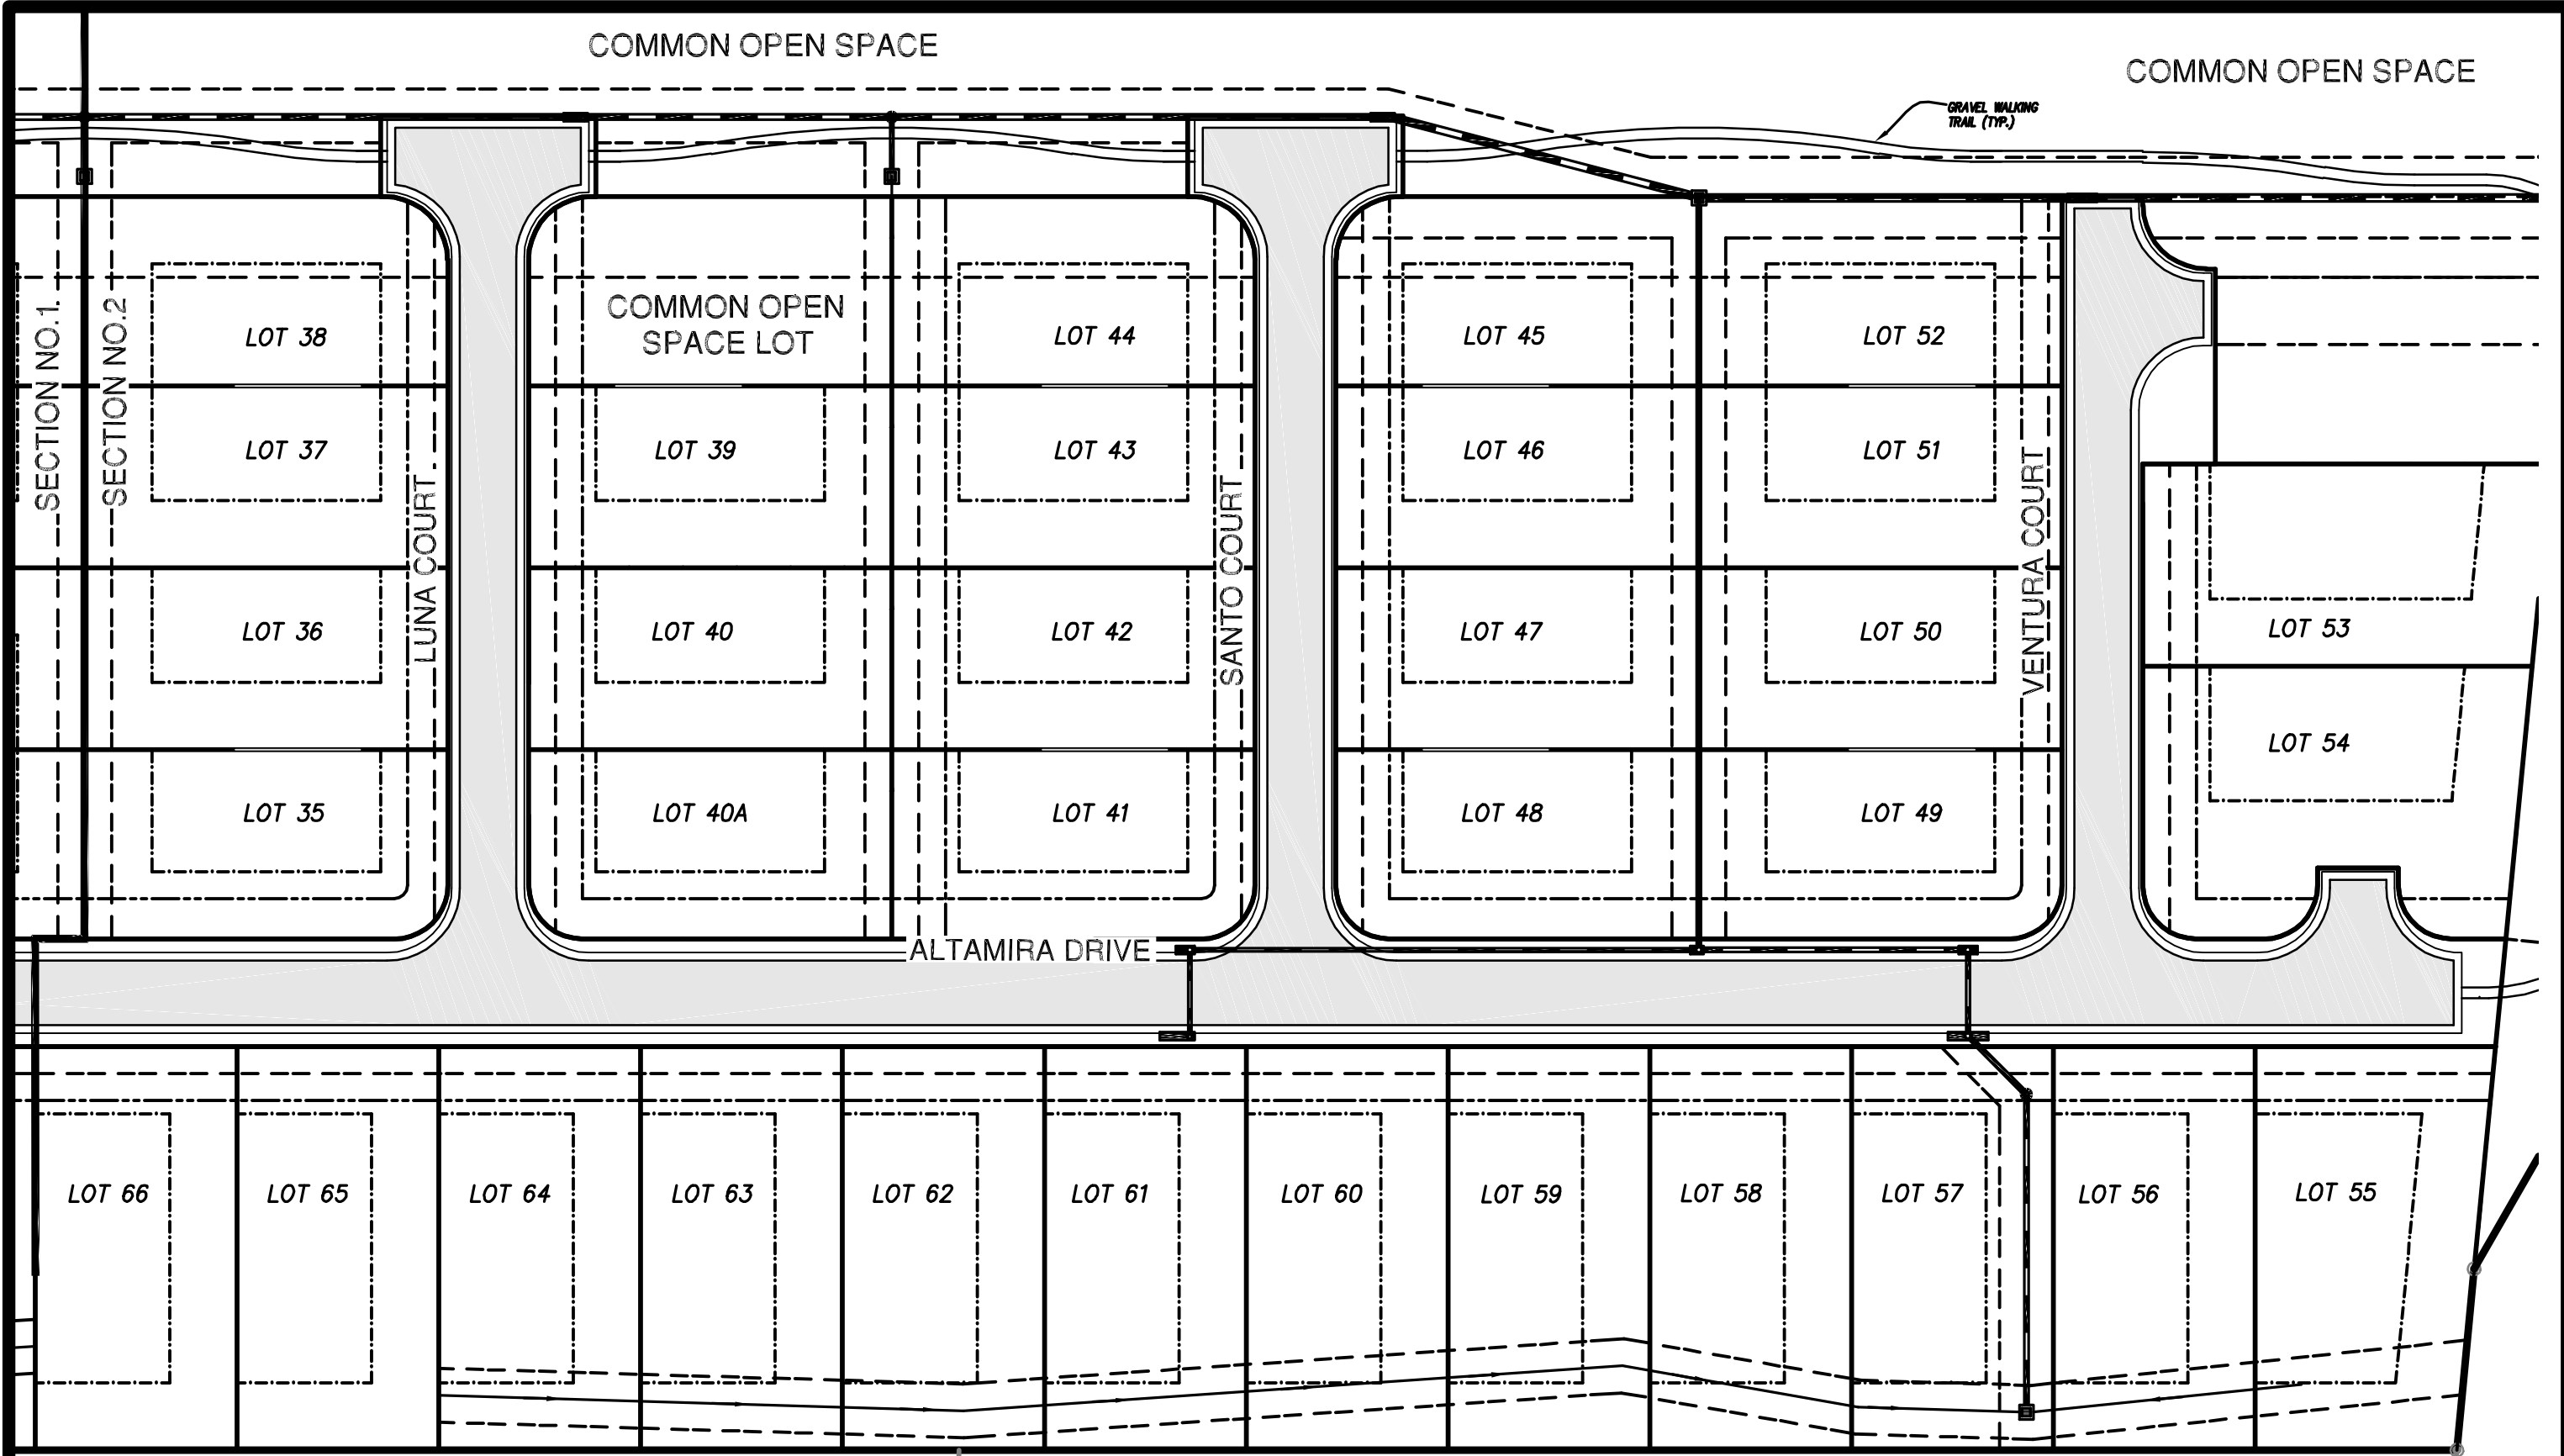 COMMON OPEN SPACE
COMMON OPEN SPACE
GRAVEL WALKING
TRAIL (TYP.)
SECTION NO.1
SECTION NO.2
LOT 38
COMMON OPEN
SPACE LOT
LOT 44
LOT 45
LOT 52
LOT 37
LOT 39
LOT 43
LOT 46
LOT 51
LUNA COURT
SANTO COURT
VENTURA COURT
LOT 36
LOT 40
LOT 42
LOT 47
LOT 50
LOT 53
LOT 54
LOT 35
LOT 40A
LOT 41
LOT 48
LOT 49
ALTAMIRA DRIVE
LOT 66
LOT 65
LOT 64
LOT 63
LOT 62
LOT 61
LOT 60
LOT 59
LOT 58
LOT 57
LOT 56
LOT 55